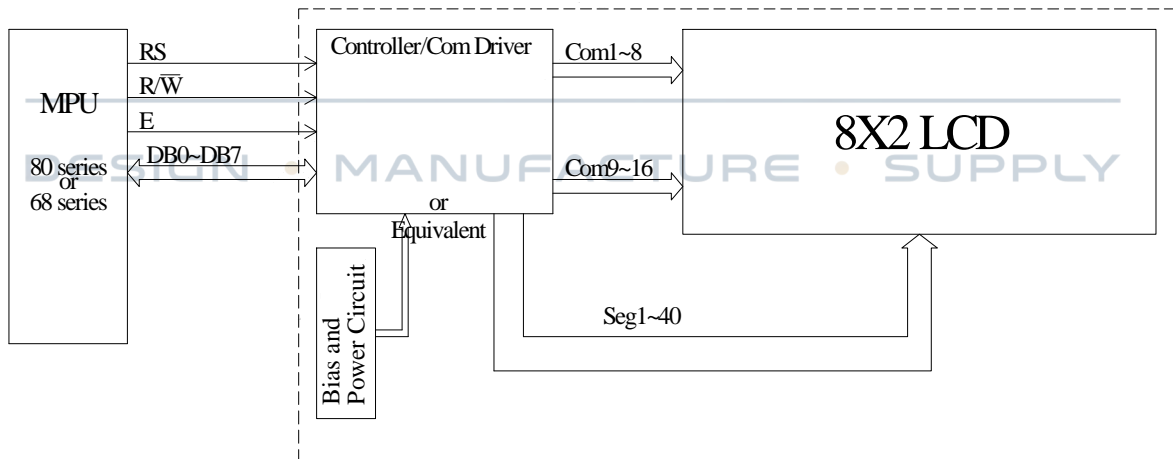 RS
R/W̅
E
DB0~DB7
MPU
80 series
or
68 series
Controller/Com Driver
or
Equivalent
Bias and
Power Circuit
Com1~8
Com9~16
Seg1~40
8X2 LCD
DESIGN • MANUFACTURE • SUPPLY